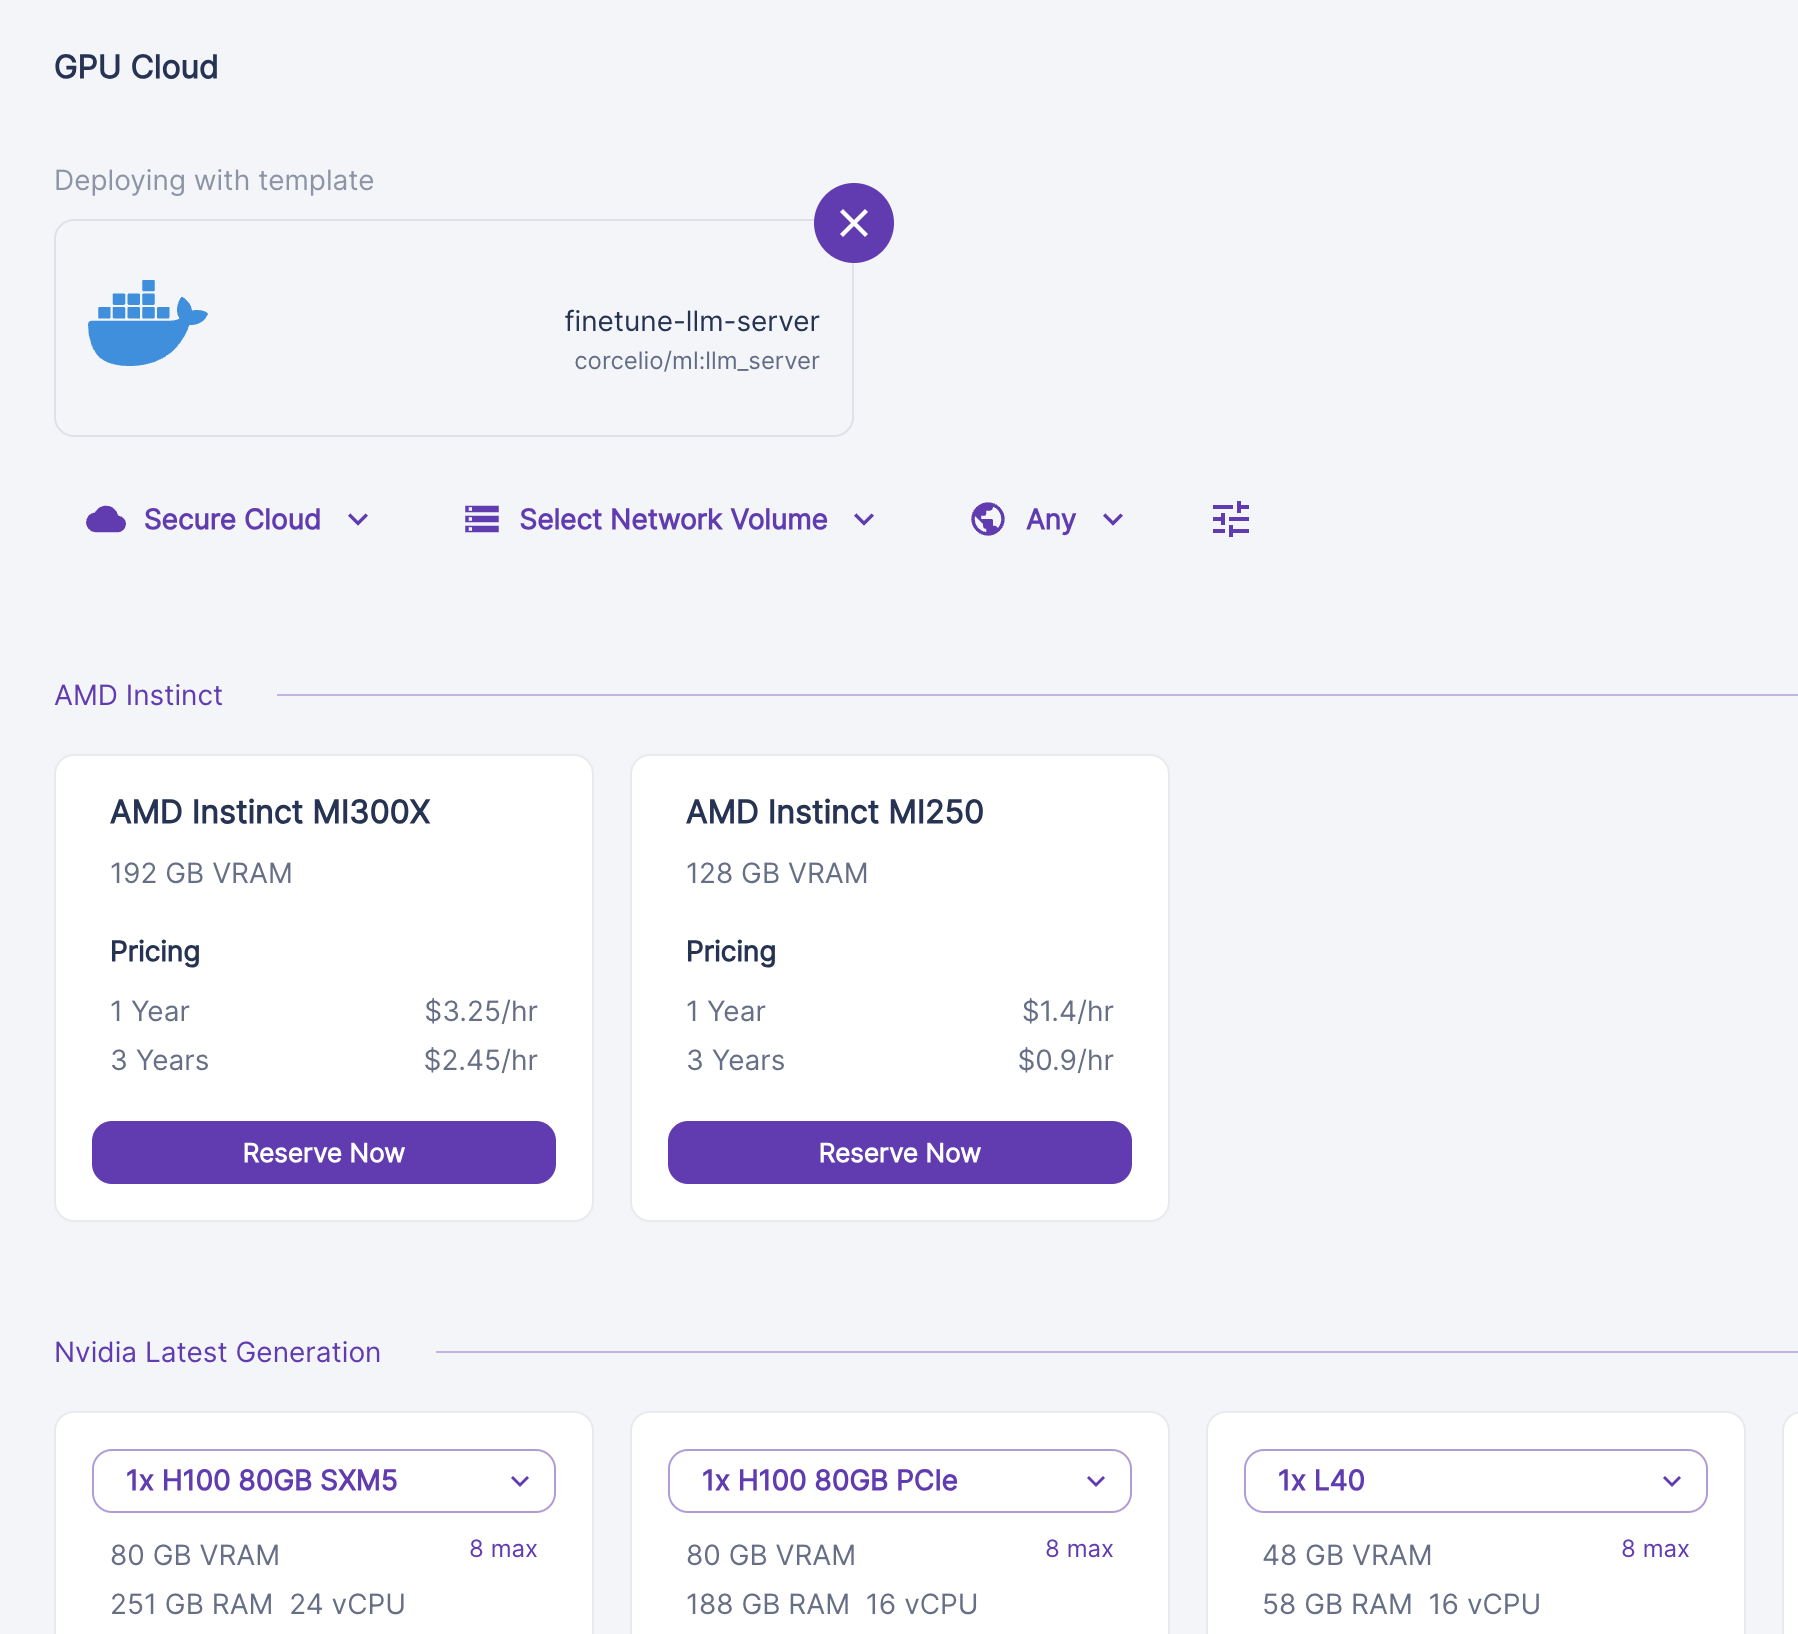 GPU Cloud
Deploying with template
finetune-llm-server
corcelio/ml:llm_server
Secure Cloud
Select Network Volume
Any
AMD Instinct
AMD Instinct MI300X
192 GB VRAM
Pricing
1 Year $3.25/hr
3 Years $2.45/hr
Reserve Now
AMD Instinct MI250
128 GB VRAM
Pricing
1 Year $1.4/hr
3 Years $0.9/hr
Reserve Now
Nvidia Latest Generation
1x H100 80GB SXM5
80 GB VRAM 8 max
251 GB RAM 24 vCPU
1x H100 80GB PCIe
80 GB VRAM 8 max
188 GB RAM 16 vCPU
1x L40
48 GB VRAM 8 max
58 GB RAM 16 vCPU